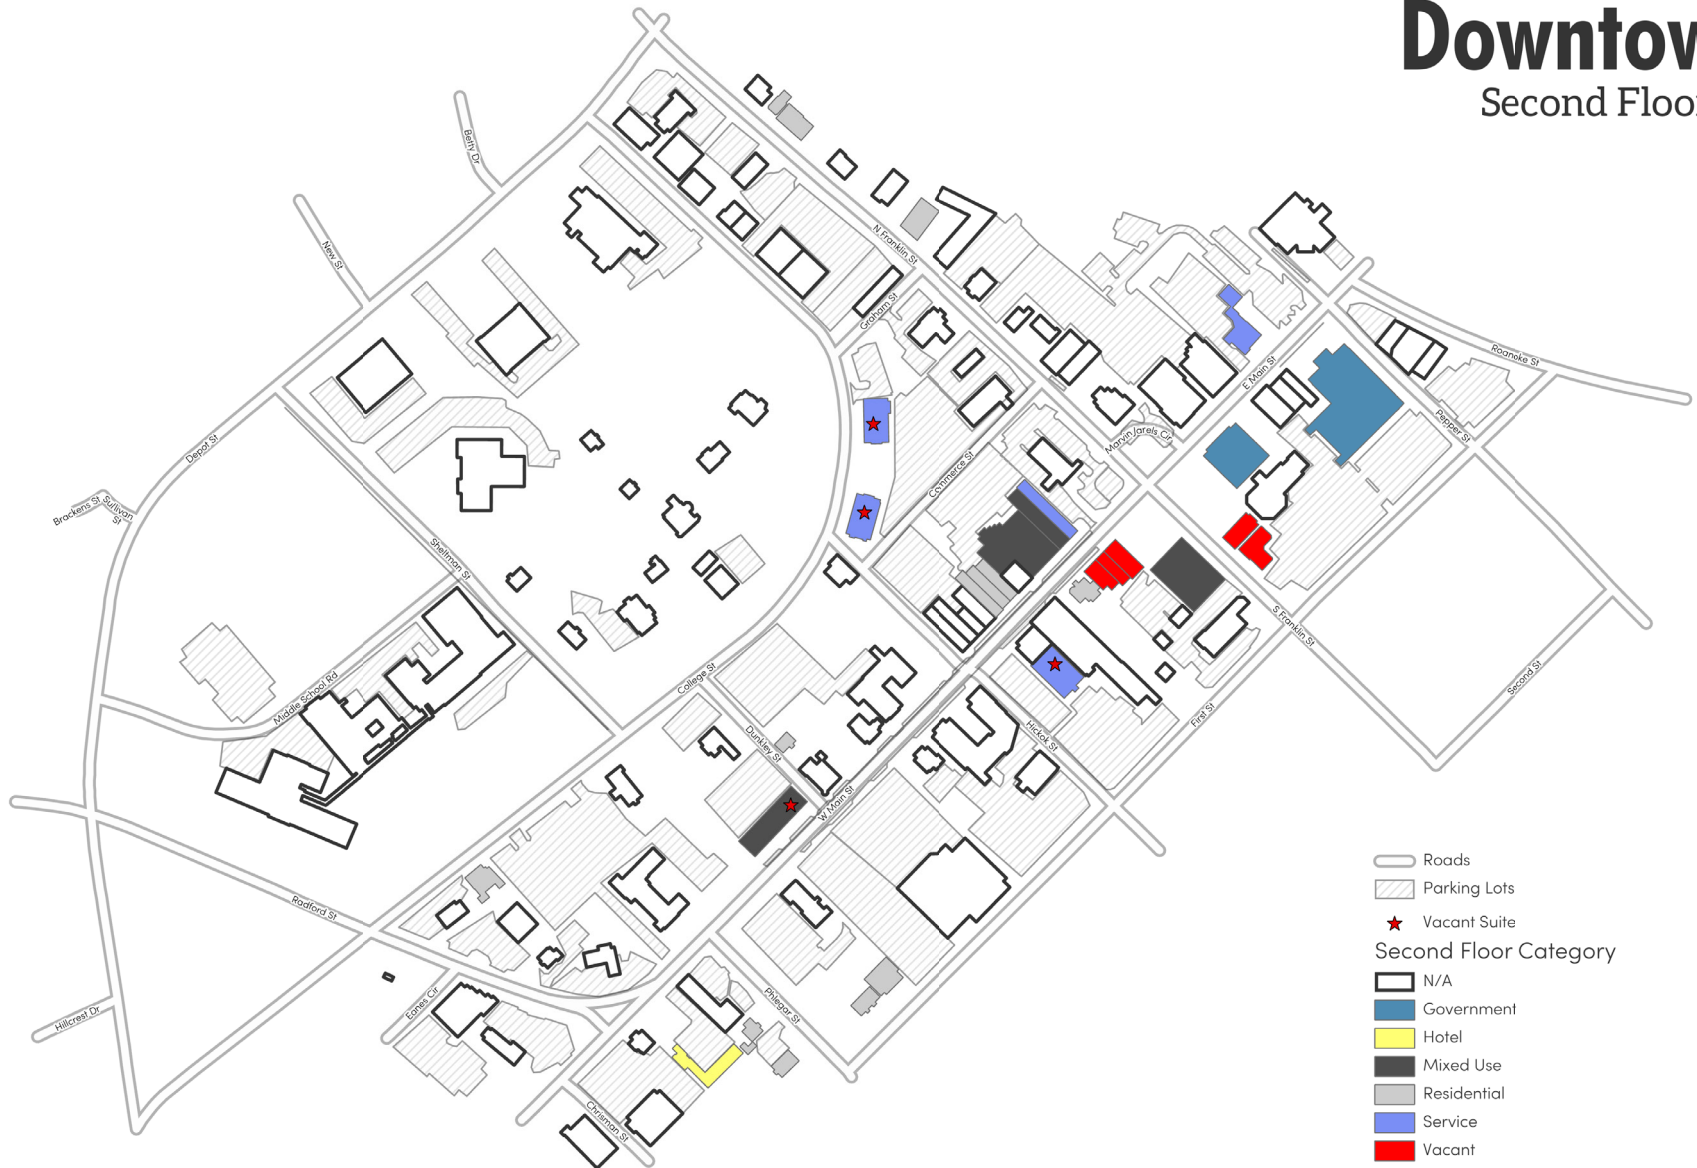 Downtow
Second Floor
Betty Dr
New St
N Franklin St
Graham St
E Main St
Roanoke St
Pepper St
Marvin Jarels Cir
Commerce St
Depot St
Brackens St
Sullivan
St
Sheltman St
Middle School Rd
College St
Dunkley St
W Main St
Hickok St
First St
S Franklin St
Second St
Radford St
Eanes Cir
Hillcrest Dr
Phlegar St
Chrisman St
Roads
Parking Lots
Vacant Suite
Second Floor Category
N/A
Government
Hotel
Mixed Use
Residential
Service
Vacant